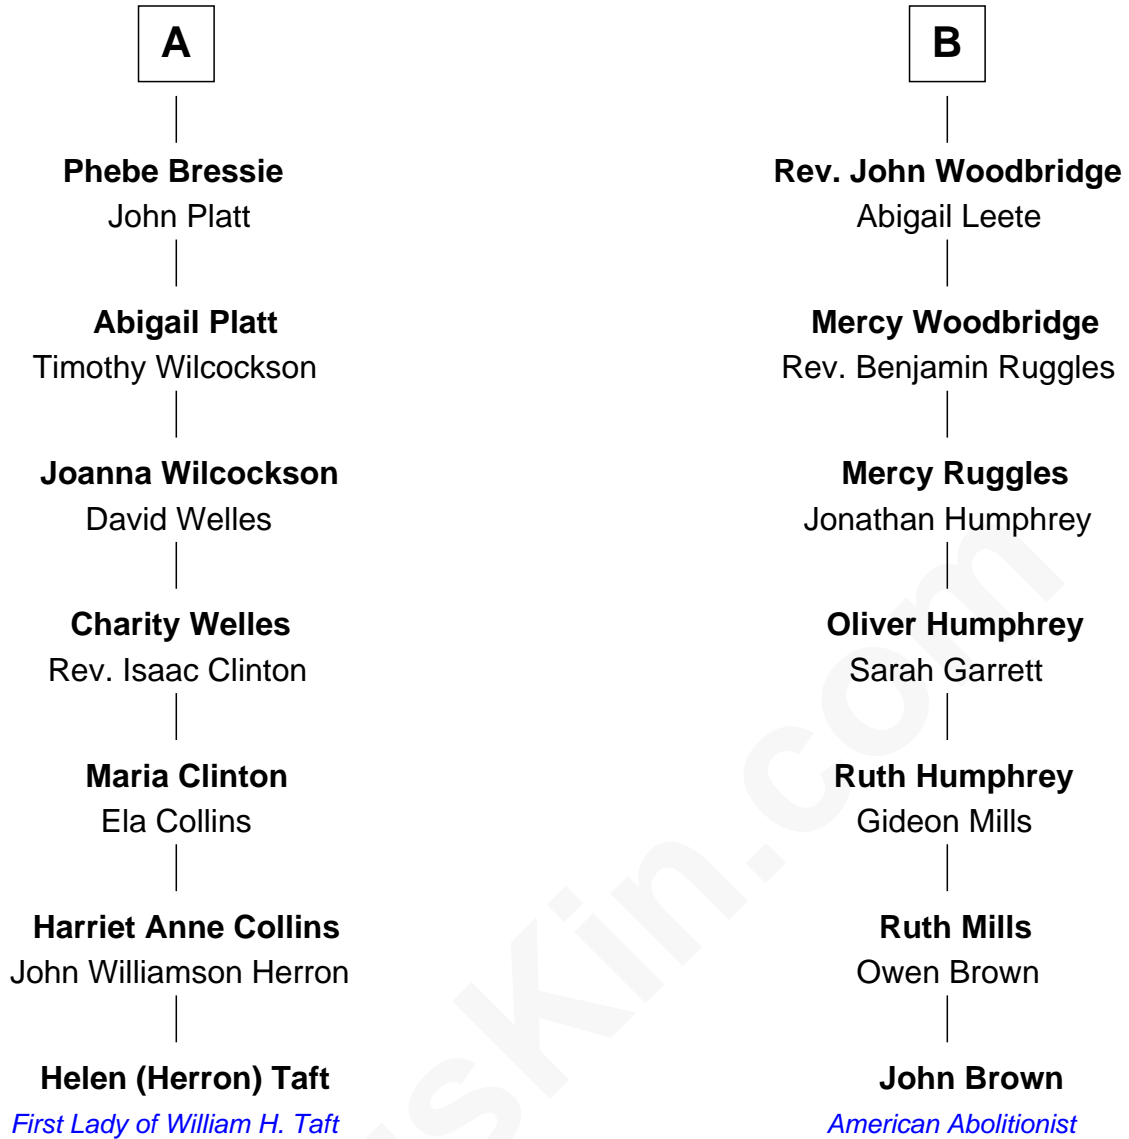 A
Phebe Bressie
John Platt
Abigail Platt
Timothy Wilcockson
Joanna Wilcockson
David Welles
Charity Welles
Rev. Isaac Clinton
Maria Clinton
Ela Collins
Harriet Anne Collins
John Williamson Herron
Helen (Herron) Taft
First Lady of William H. Taft
B
Rev. John Woodbridge
Abigail Leete
Mercy Woodbridge
Rev. Benjamin Ruggles
Mercy Ruggles
Jonathan Humphrey
Oliver Humphrey
Sarah Garrett
Ruth Humphrey
Gideon Mills
Ruth Mills
Owen Brown
John Brown
American Abolitionist